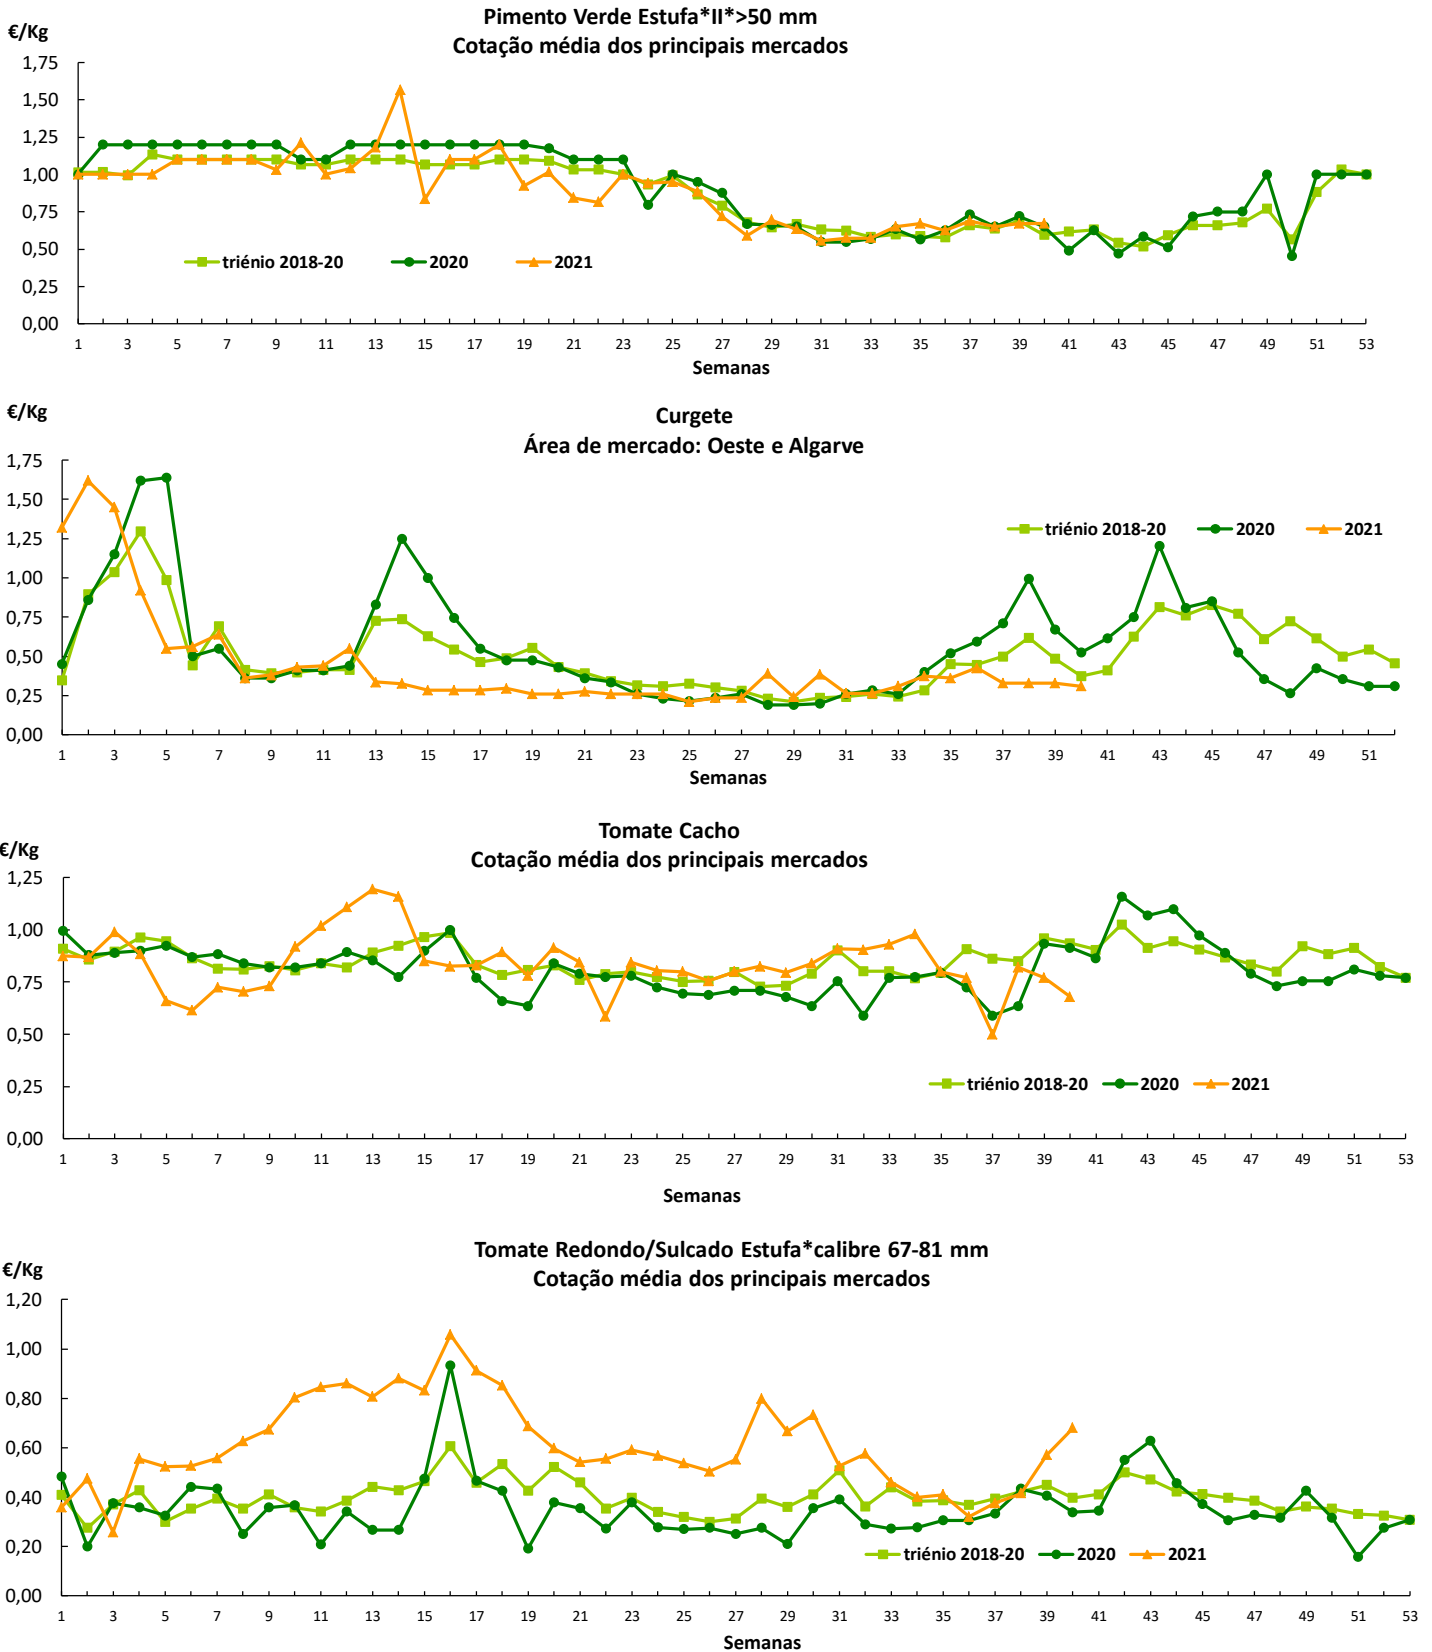 Pimento Verde Estufa*II*>50 mm
€/Kg
Cotação média dos principais mercados
1,75
1,50
1,25
1,00
0,75
0,50
0,25
0,00
triénio 2018-20 2020 2021
1 3 5 7 9 11 13 15 17 19 21 23 25 27 29 31 33 35 37 39 41 43 45 47 49 51 53
Semanas
€/Kg
Curgete
Área de mercado: Oeste e Algarve
1,75
1,50
1,25
1,00
0,75
0,50
0,25
0,00
triénio 2018-20 2020 2021
1 3 5 7 9 11 13 15 17 19 21 23 25 27 29 31 33 35 37 39 41 43 45 47 49 51
Semanas
Tomate Cacho
€/Kg
Cotação média dos principais mercados
1,25
1,00
0,75
0,50
0,25
0,00
triénio 2018-20 2020 2021
1 3 5 7 9 11 13 15 17 19 21 23 25 27 29 31 33 35 37 39 41 43 45 47 49 51 53
Semanas
Tomate Redondo/Sulcado Estufa*calibre 67-81 mm
€/Kg
Cotação média dos principais mercados
1,20
1,00
0,80
0,60
0,40
0,20
0,00
triénio 2018-20 2020 2021
1 3 5 7 9 11 13 15 17 19 21 23 25 27 29 31 33 35 37 39 41 43 45 47 49 51 53
Semanas